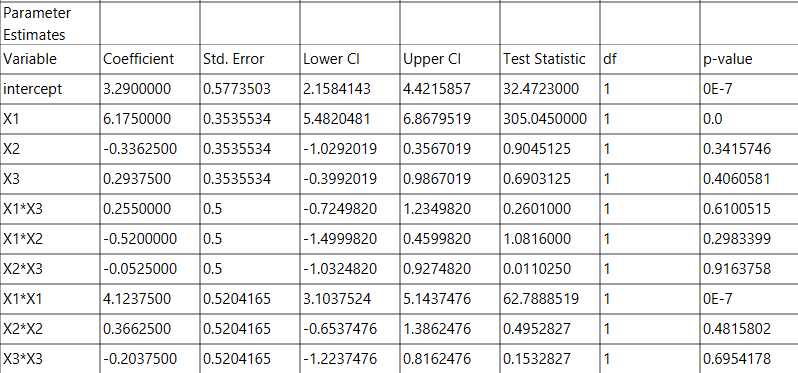 Parameter
Estimates
Variable Coefficient Std. Error Lower CI Upper CI Test Statistic df p-value
intercept 3.2900000 0.5773503 2.1584143 4.4215857 32.4723000 1 0E-7
X1 6.1750000 0.3535534 5.4820481 6.8679519 305.0450000 1 0.0
X2 -0.3362500 0.3535534 -1.0292019 0.3567019 0.9045125 1 0.3415746
X3 0.2937500 0.3535534 -0.3992019 0.9867019 0.6903125 1 0.4060581
X1*X3 0.2550000 0.5 -0.7249820 1.2349820 0.2601000 1 0.6100515
X1*X2 -0.5200000 0.5 -1.4999820 0.4599820 1.0816000 1 0.2983399
X2*X3 -0.0525000 0.5 -1.0324820 0.9274820 0.0110250 1 0.9163758
X1*X1 4.1237500 0.5204165 3.1037524 5.1437476 62.7888519 1 0E-7
X2*X2 0.3662500 0.5204165 -0.6537476 1.3862476 0.4952827 1 0.4815802
X3*X3 -0.2037500 0.5204165 -1.2237476 0.8162476 0.1532827 1 0.6954178